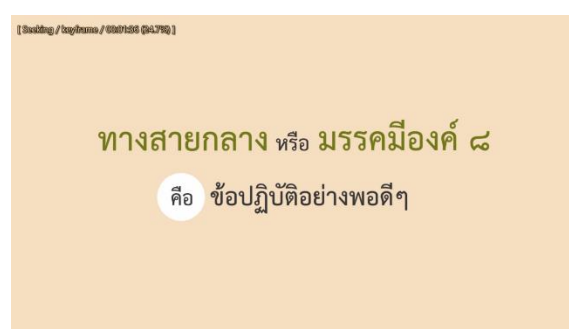 [ Seeking / keyframe / 00:01:36 (24.7%) ]
ทางสายกลาง หรือ มรรคมีองค์ ๘
คือ ข้อปฏิบัติอย่างพอดีๆ